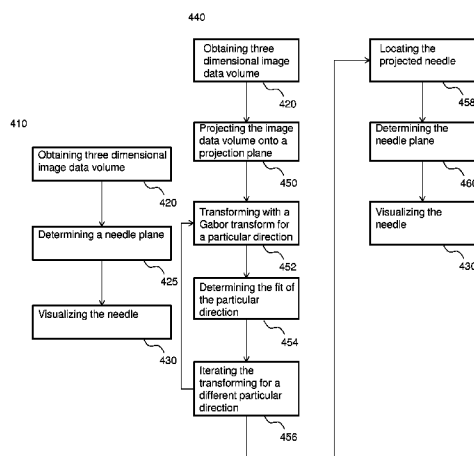 410
Obtaining three dimensional
image data volume
420
Determining a needle plane
425
Visualizing the needle
430
440
Obtaining three
dimensional image
data volume
420
Projecting the image
data volume onto a
projection plane
450
Transforming with a
Gabor transform for
a particular direction
452
Determining the fit of
the particular
direction
454
Iterating the
transforming for a
different particular
direction
456
Locating the
projected needle
458
Determining the
needle plane
460
Visualizing the
needle
430